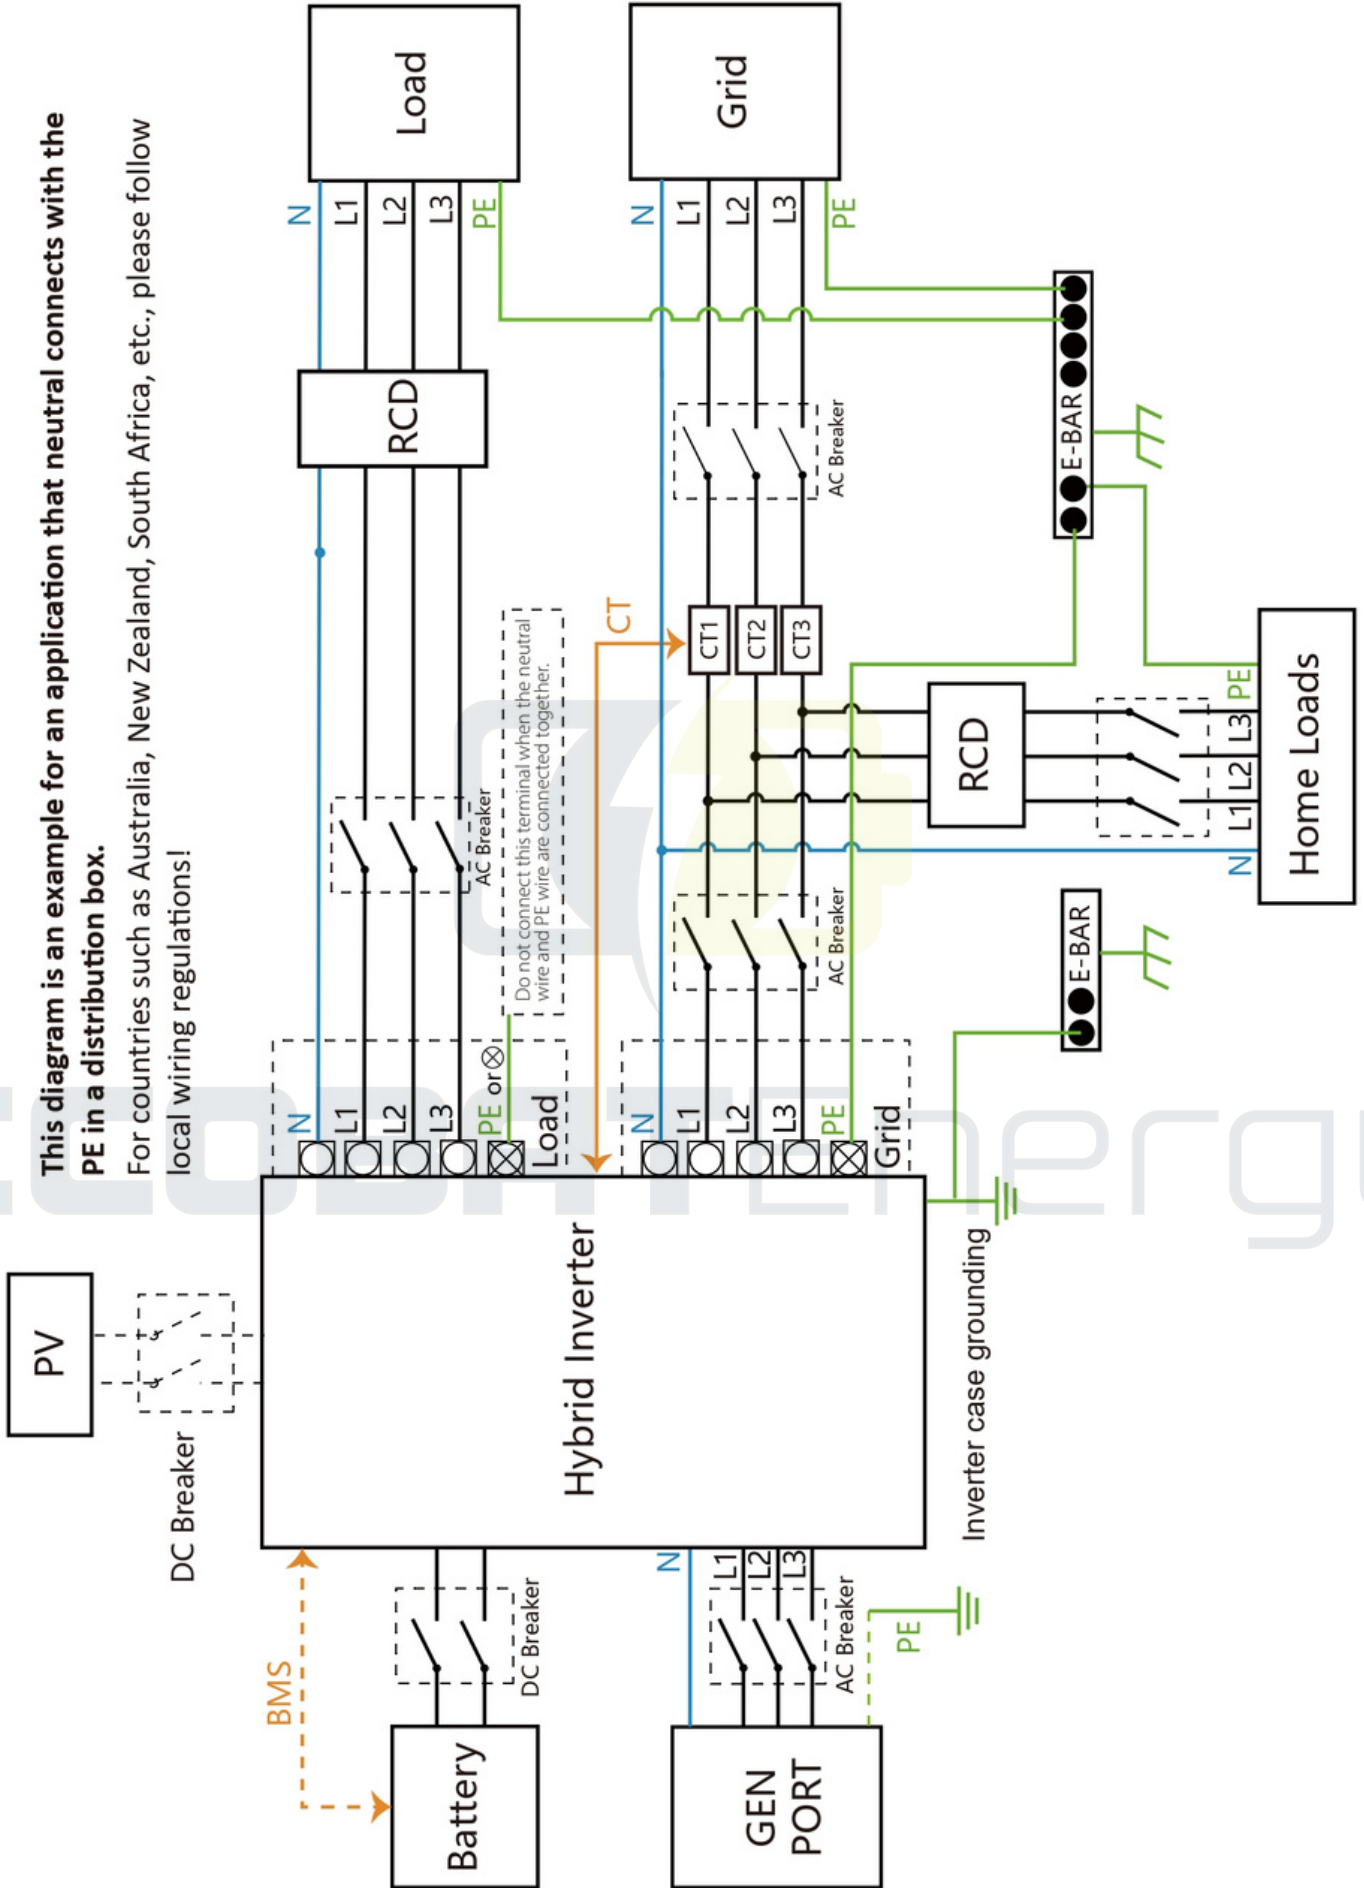 This diagram is an example for an application that neutral connects with the
PE in a distribution box.
For countries such as Australia, New Zealand, South Africa, etc., please follow
local wiring regulations!
PV
DC Breaker
BMS
Battery
DC Breaker
GEN
PORT
N
L1
L2
L3
AC Breaker
PE
Hybrid Inverter
Inverter case grounding
N
L1
L2
L3
PE or
Load
AC Breaker
Do not connect this terminal when the neutral
wire and PE wire are connected together.
RCD
N
L1
L2
L3
PE
Load
CT
N
L1
L2
L3
PE
Grid
AC Breaker
CT1
CT2
CT3
AC Breaker
N
L1
L2
L3
PE
Grid
RCD
E-BAR
E-BAR
N
L1
L2
L3
PE
Home Loads
COBATEnergy